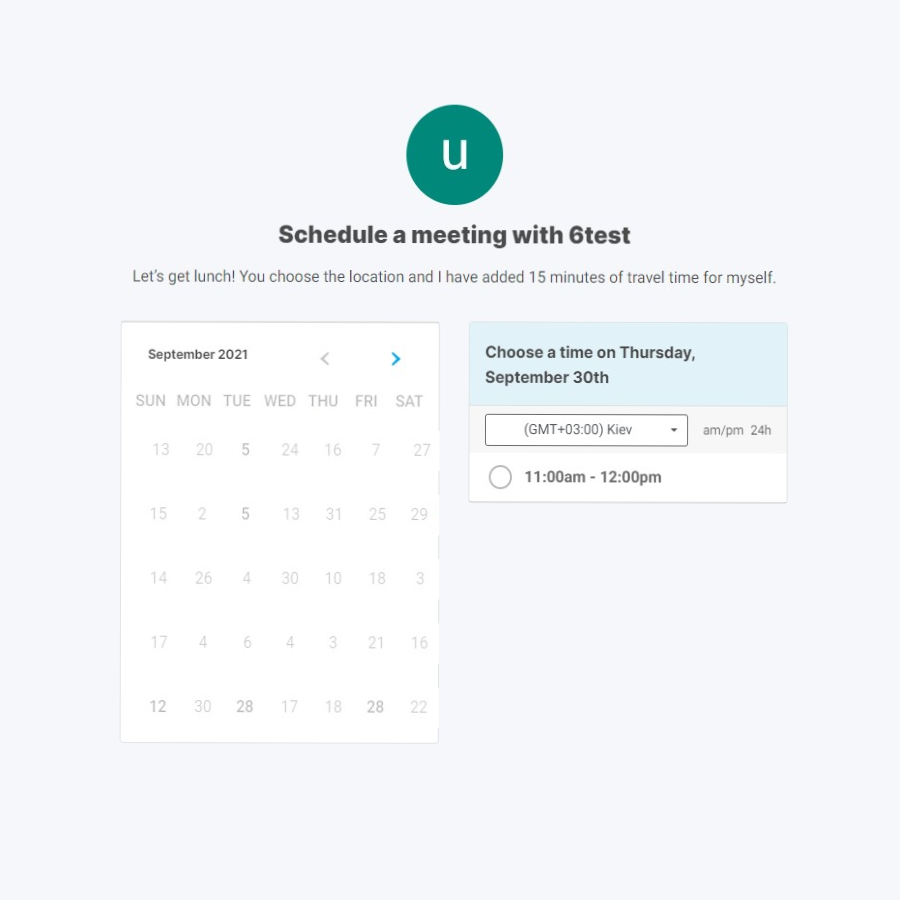 u
Schedule a meeting with 6test
Let's get lunch! You choose the location and I have added 15 minutes of travel time for myself.
September 2021
SUN MON TUE WED THU FRI SAT
13 20 5 24 16 7 27
15 2 5 13 31 25 29
14 26 4 30 10 18 3
17 4 6 4 3 21 16
12 30 28 17 18 28 22
Choose a time on Thursday,
September 30th
(GMT+03:00) Kiev am/pm 24h
11:00am - 12:00pm